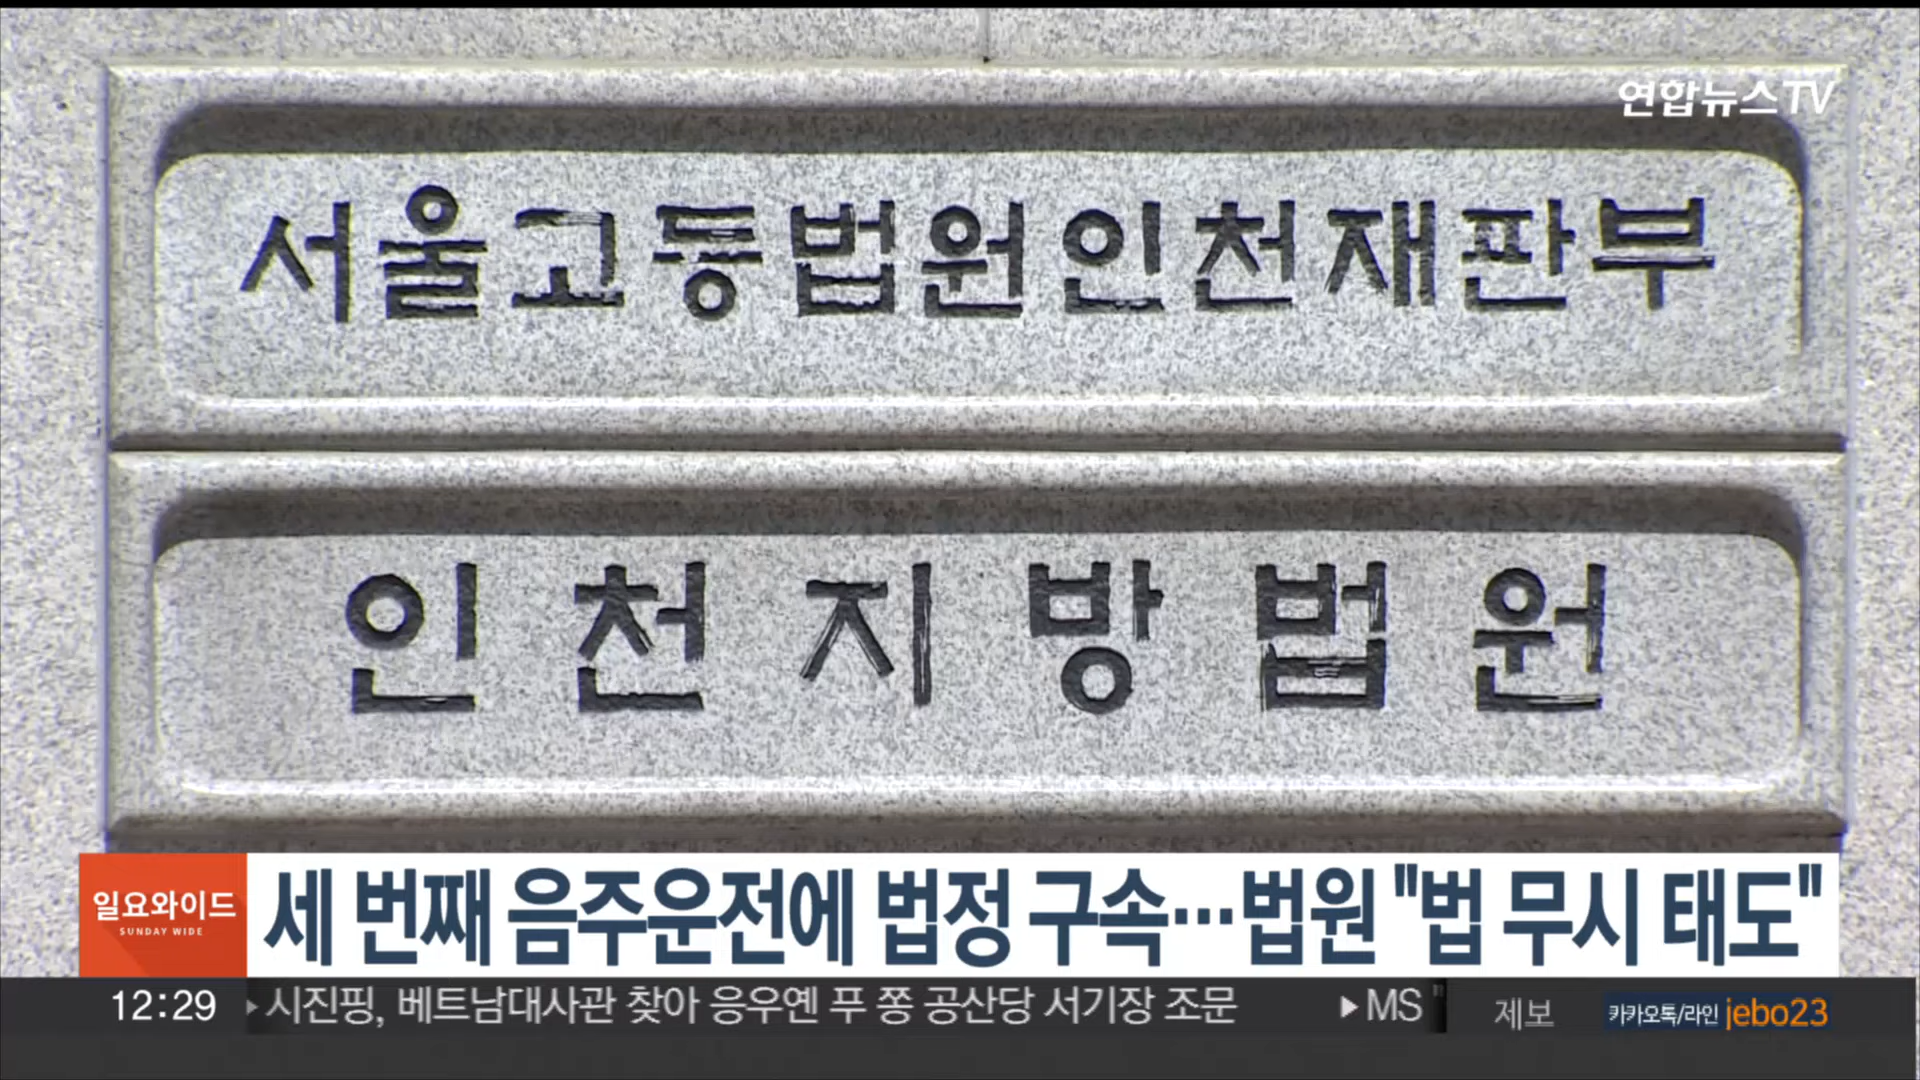 연합뉴스TV
서울고등법원인천재판부
인천지방법원
일요와이드
SUNDAY WIDE
세 번째 음주운전에 법정 구속…법원 "법 무시 태도"
12:29
▶시진핑, 베트남대사관 찾아 응우옌 푸 쫑 공산당 서기장 조문
▶MS "
제보
카카오톡/라인 jebo23